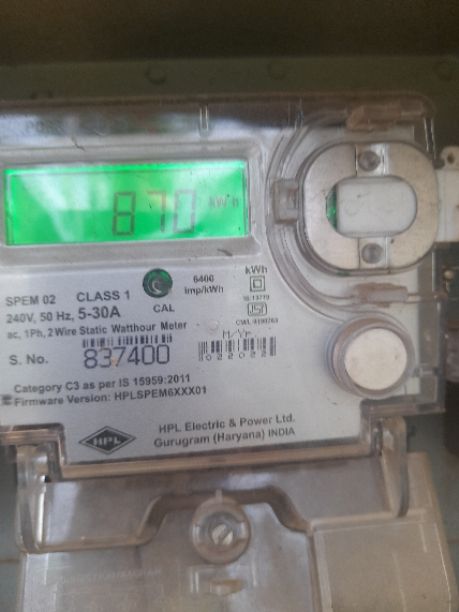 870 kWh
SPEM 02 CLASS 1
240V, 50 Hz, 5-30A
CAL
6400
imp/kWh
kWh
ac, 1Ph, 2 Wire Static Watthour Meter
S. No. 837400
M/Yr
022022
Category C3 as per IS 15959:2011
Firmware Version: HPLSPEM6XXX01
HPL
HPL Electric & Power Ltd.
Gurugram (Haryana) INDIA